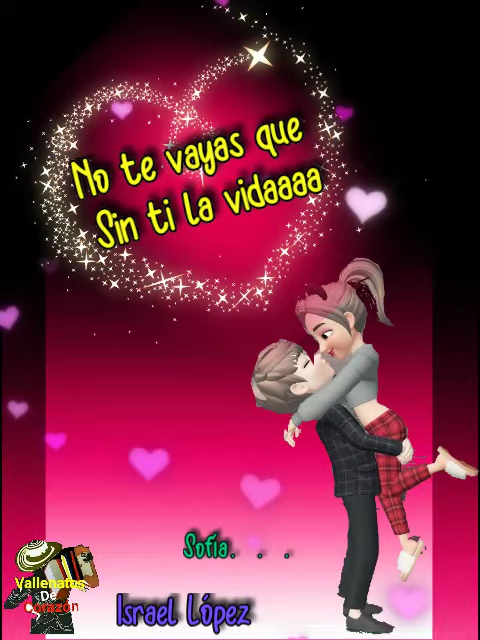 No te vayas que
Sin ti la vidaaaa
Sofía. . .
Vallenatos
De
Corazón
Israel López